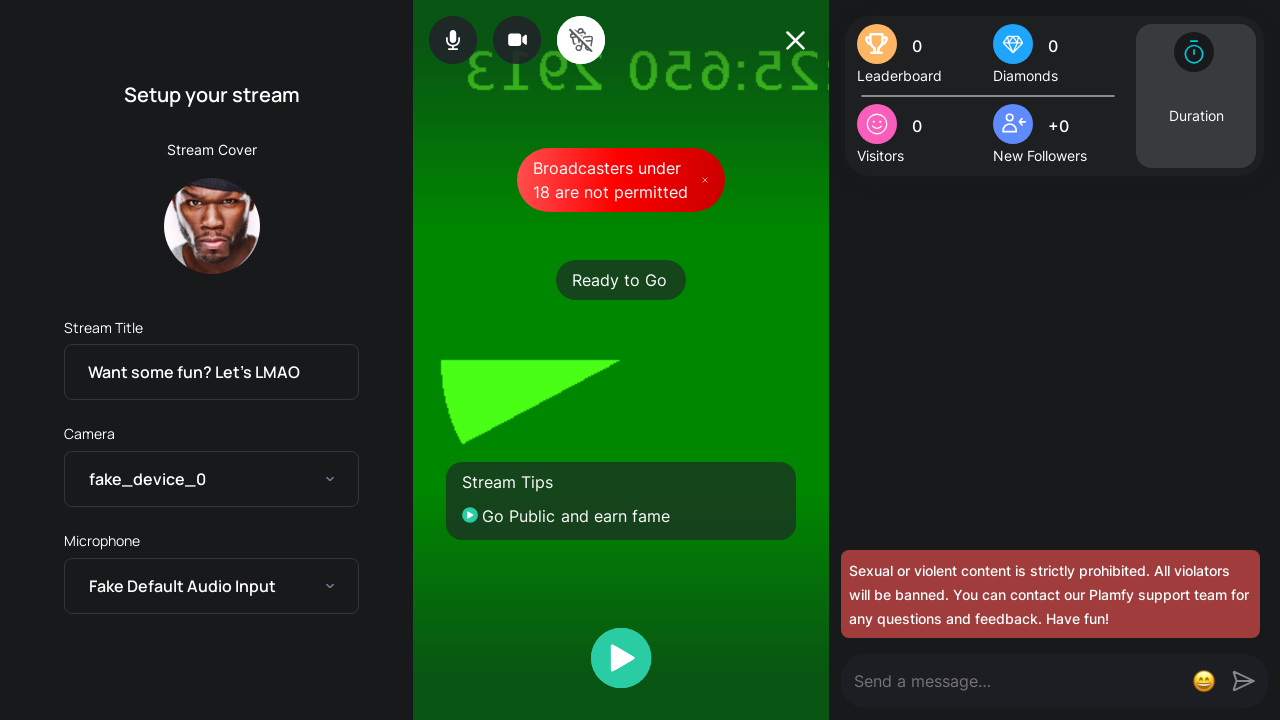 Setup your stream
Stream Cover
Stream Title
Want some fun? Let's LMAO
Camera
fake_device_0
Microphone
Fake Default Audio Input
Broadcasters under
18 are not permitted
Ready to Go
Stream Tips
Go Public and earn fame
0
Leaderboard
0
Diamonds
0
Visitors
+0
New Followers
Duration
Sexual or violent content is strictly prohibited. All violators
will be banned. You can contact our Plamfy support team for
any questions and feedback. Have fun!
Send a message...